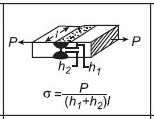 P
P
h₂
h₁
σ = P / (h₁+h₂)l